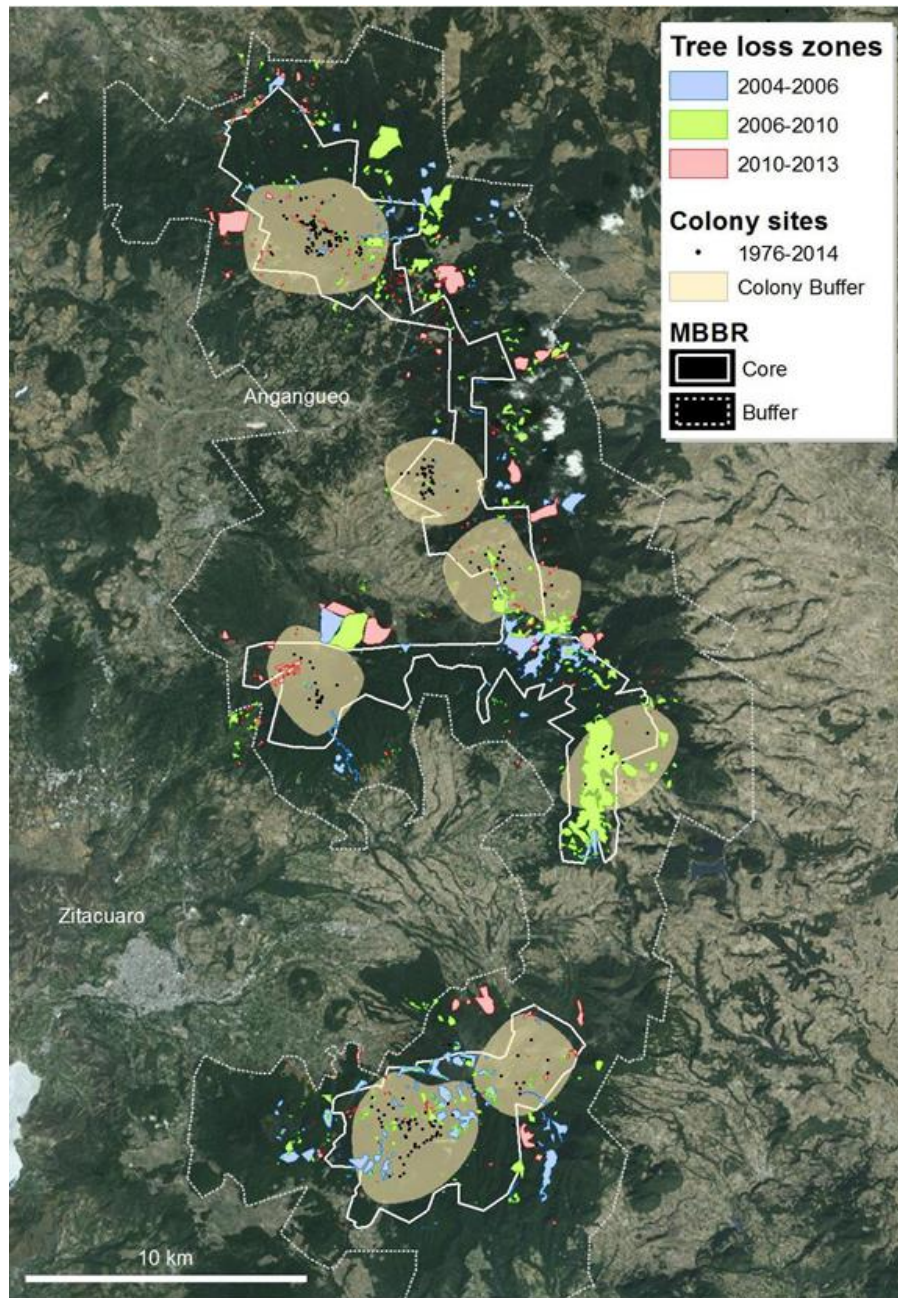 Tree loss zones
2004-2006
2006-2010
2010-2013
Colony sites
1976-2014
Colony Buffer
MBBR
Core
Buffer
Angangueo
Zitacuaro
10 km